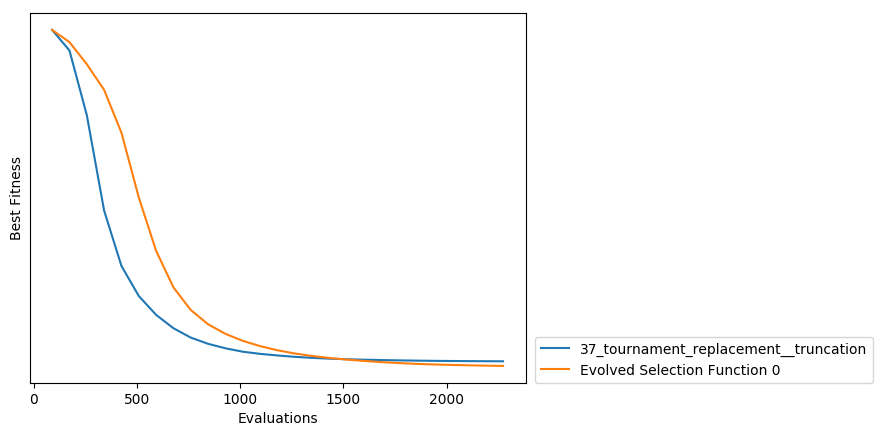 Best Fitness
0
500
1000
1500
2000
Evaluations
37_tournament_replacement__truncation
Evolved Selection Function 0